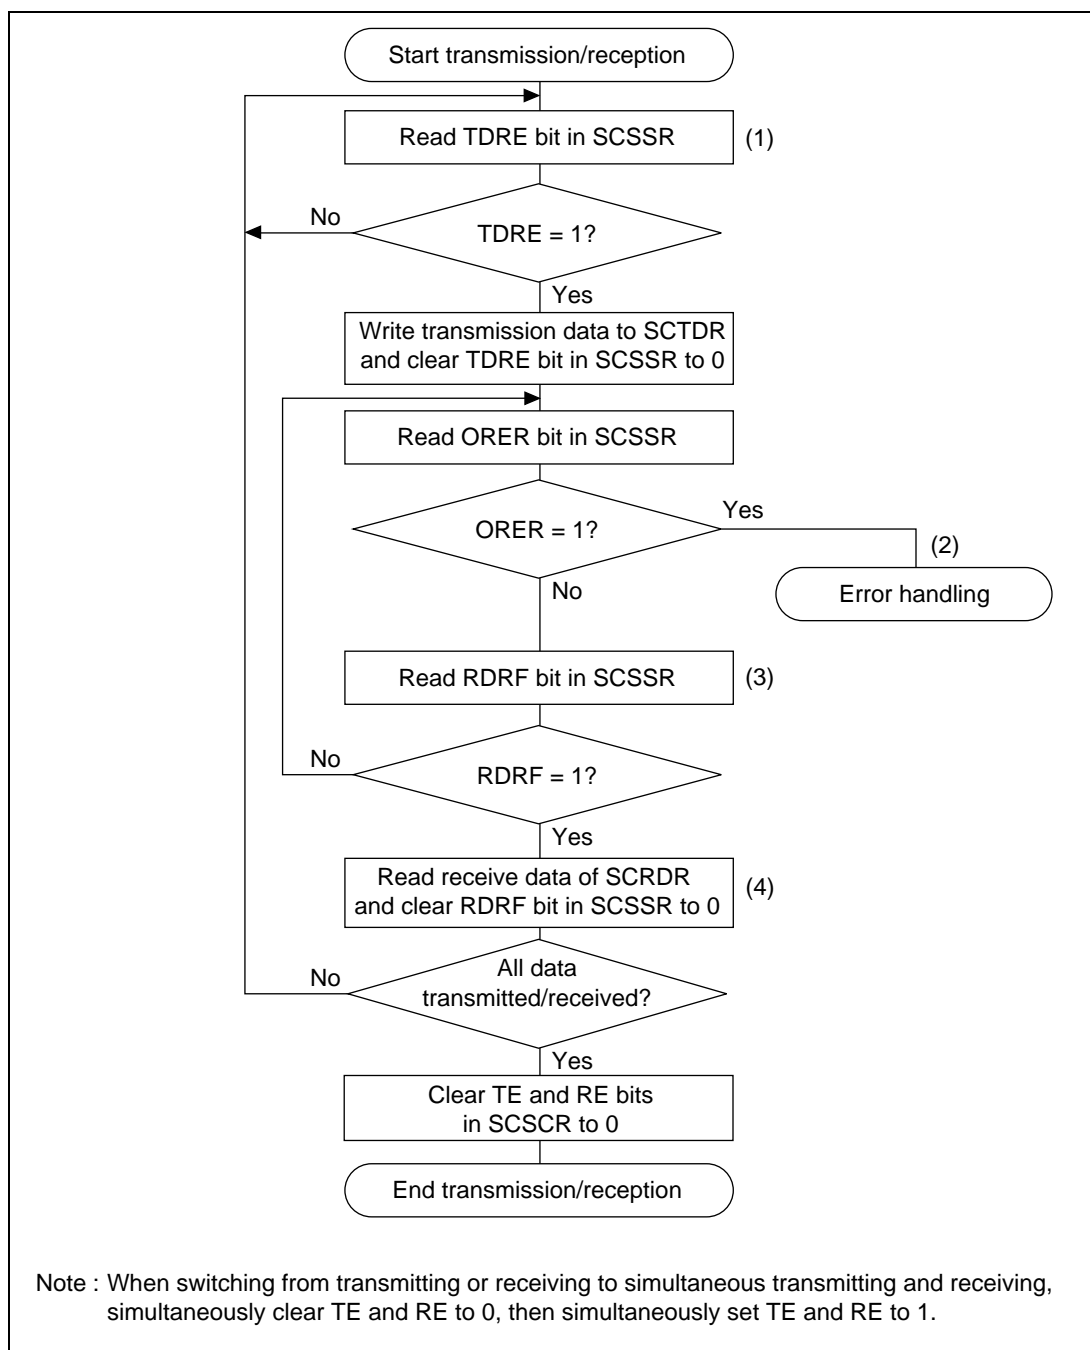 Start transmission/reception
Read TDRE bit in SCSSR
(1)
No
TDRE = 1?
Yes
Write transmission data to SCTDR
and clear TDRE bit in SCSSR to 0
Read ORER bit in SCSSR
Yes
ORER = 1?
(2)
No
Error handling
Read RDRF bit in SCSSR
(3)
No
RDRF = 1?
Yes
Read receive data of SCRDR
and clear RDRF bit in SCSSR to 0
(4)
No
All data
transmitted/received?
Yes
Clear TE and RE bits
in SCSCR to 0
End transmission/reception
Note : When switching from transmitting or receiving to simultaneous transmitting and receiving,
simultaneously clear TE and RE to 0, then simultaneously set TE and RE to 1.